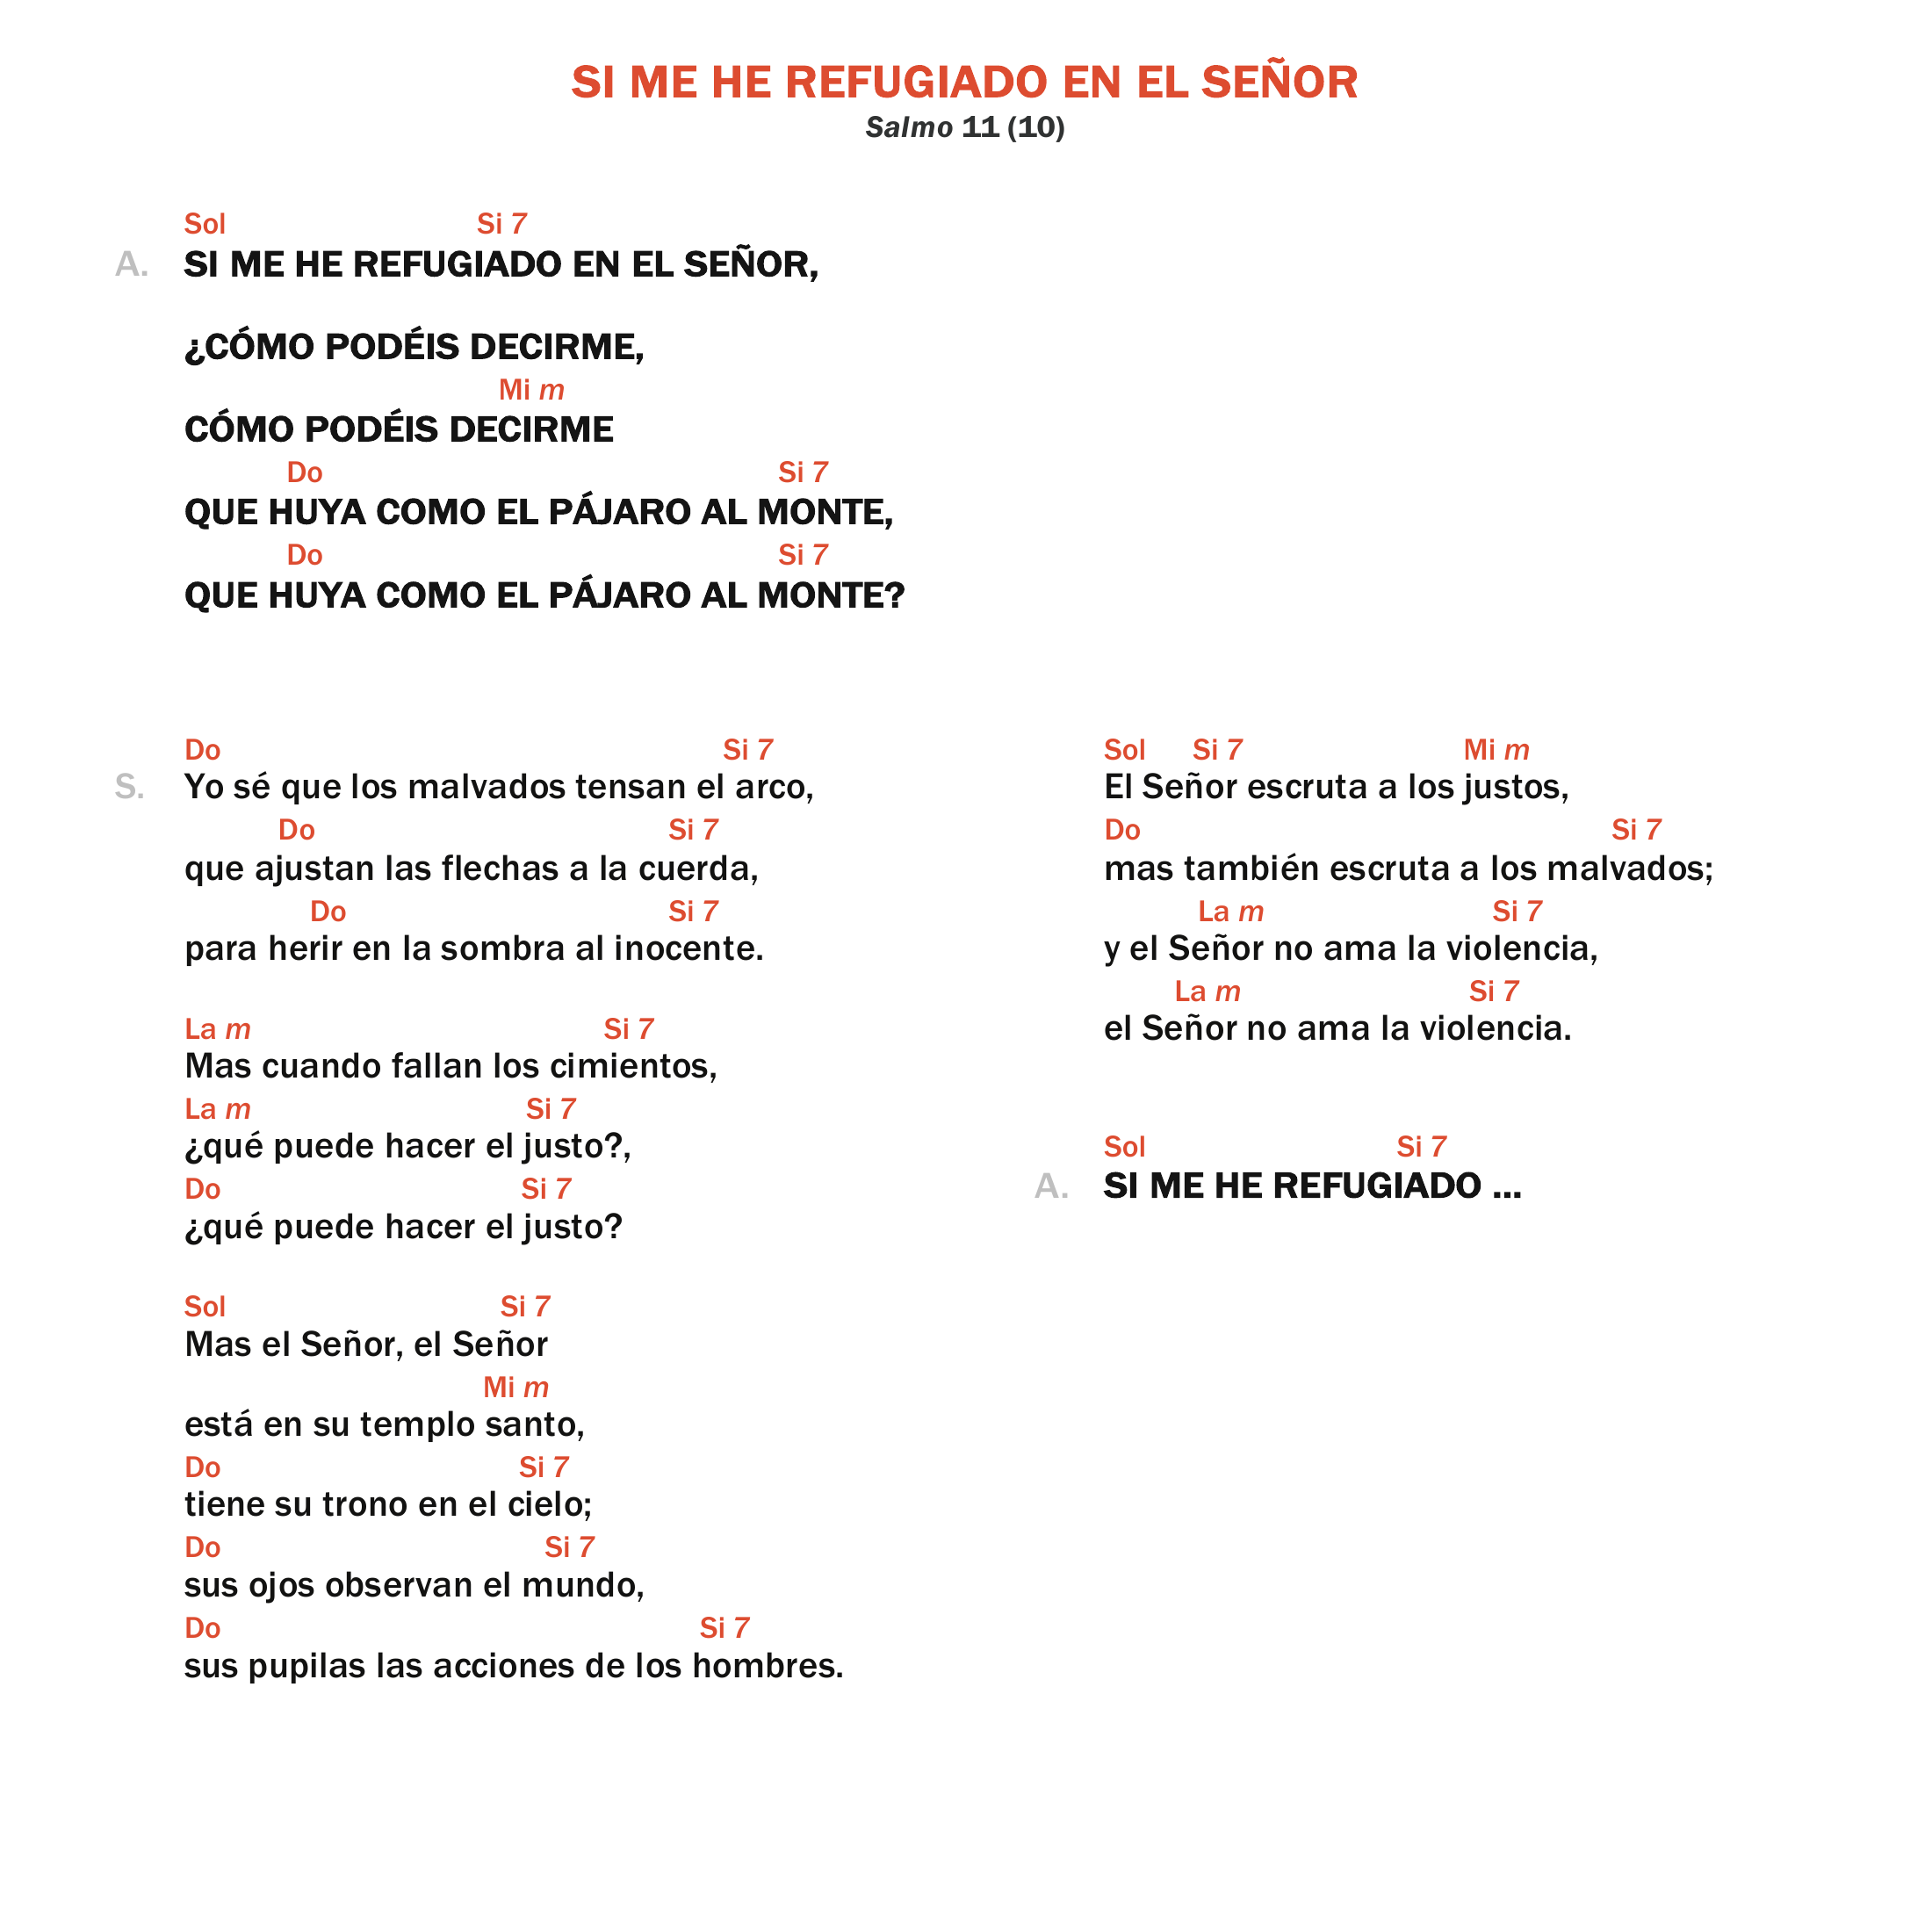 SI ME HE REFUGIADO EN EL SEÑOR
Salmo 11 (10)
Sol Si 7
A. SI ME HE REFUGIADO EN EL SEÑOR,
¿CÓMO PODÉIS DECIRME,
Mi m
CÓMO PODÉIS DECIRME
Do Si 7
QUE HUYA COMO EL PÁJARO AL MONTE,
Do Si 7
QUE HUYA COMO EL PÁJARO AL MONTE?
Do Si 7
S. Yo sé que los malvados tensan el arco,
Do Si 7
que ajustan las flechas a la cuerda,
Do Si 7
para herir en la sombra al inocente.
La m Si 7
Mas cuando fallan los cimientos,
La m Si 7
¿qué puede hacer el justo?,
Do Si 7
¿qué puede hacer el justo?
Sol Si 7
Mas el Señor, el Señor
Mi m
está en su templo santo,
Do Si 7
tiene su trono en el cielo;
Do Si 7
sus ojos observan el mundo,
Do Si 7
sus pupilas las acciones de los hombres.
Sol Si 7 Mi m
El Señor escruta a los justos,
Do Si 7
mas también escruta a los malvados;
La m Si 7
y el Señor no ama la violencia,
La m Si 7
el Señor no ama la violencia.
Sol Si 7
A. SI ME HE REFUGIADO ...